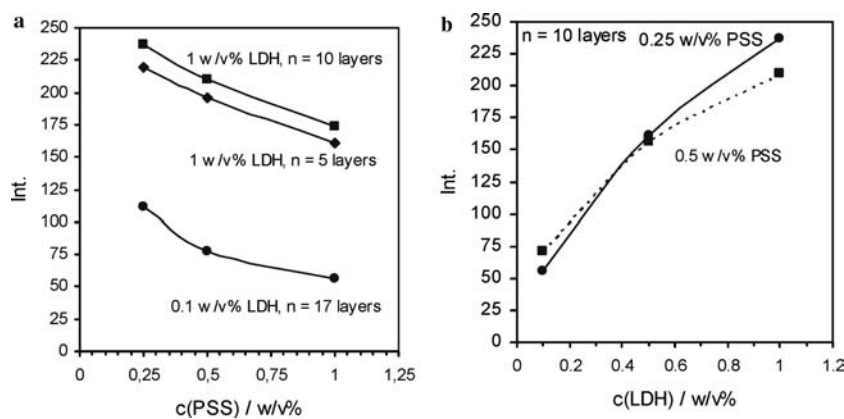 a
250
225
200
175
150
125
100
75
50
25
0
Int.
1 w/v% LDH, n = 10 layers
1 w/v% LDH, n = 5 layers
0.1 w/v% LDH, n = 17 layers
0 0,25 0,5 0,75 1 1,25
c(PSS) / w/v%
b
250
225
200
175
150
125
100
75
50
25
0
Int.
n = 10 layers
0.25 w/v% PSS
0.5 w/v% PSS
0 0.2 0.4 0.6 0.8 1 1.2
c(LDH) / w/v%